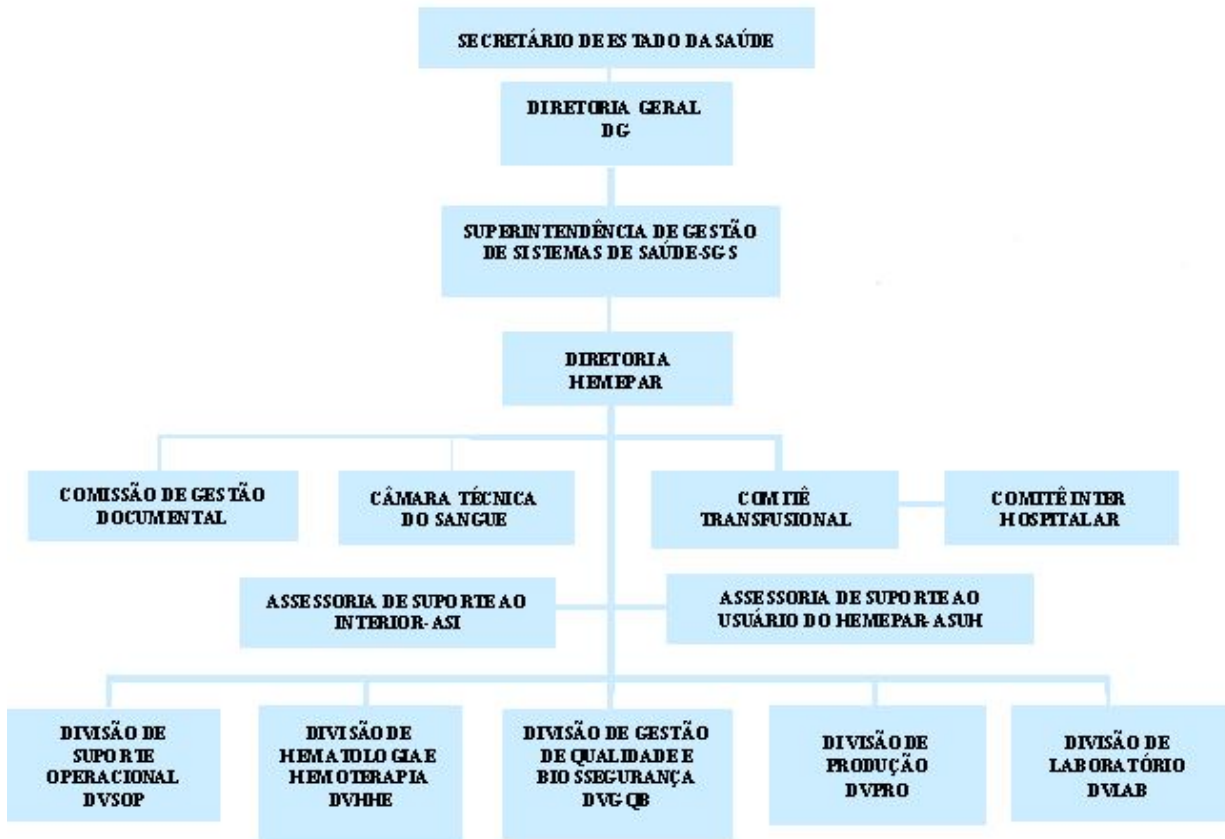 SECRETÁRIO DE ESTADO DA SAÚDE
DIRETORIA GERAL
DG
SUPERINTENDÊNCIA DE GESTÃO
DE SISTEMAS DE SAÚDE-SGS
DIRETORIA
HEMEPAR
COMISSÃO DE GESTÃO
DOCUMENTAL
CÂMARA TÉCNICA
DO SANGUE
COMITIÊ
TRANSFUSIONAL
COMITÊ INTER
HOSPITALAR
ASSESSORIA DE SUPORTE AO
INTERIOR- ASI
ASSESSORIA DE SUPORTE AO
USUÁRIO DO HEMEPAR-ASUH
DIVISÃO DE
SUPORTE
OPERACIONAL
DVSOP
DIVISÃO DE
HEMATOLOGIA E
HEMOTERAPIA
DVHHE
DIVISÃO DE GESTÃO
DE QUALIDADE E
BIOSSEGURANÇA
DVGQB
DIVISÃO DE
PRODUÇÃO
DVPRO
DIVISÃO DE
LABORATÓRIO
DVLAB